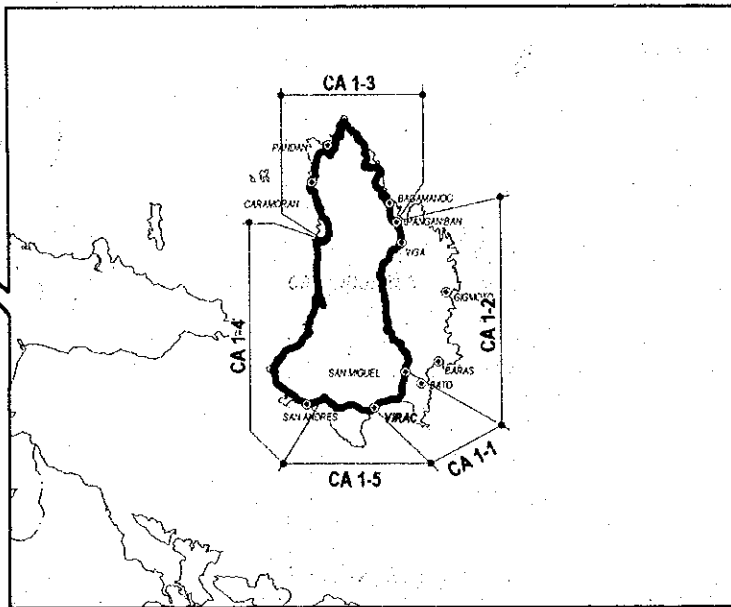 CA 1-3
PANDAN
CARAMORAN
BAGAMANOC
PANGANIBAN
VIGA
GIGMOTO
CA 1-4
CA 1-2
SAN MIGUEL
BARAS
BATO
SAN ANDRES
VIRAC
CA 1-1
CA 1-5